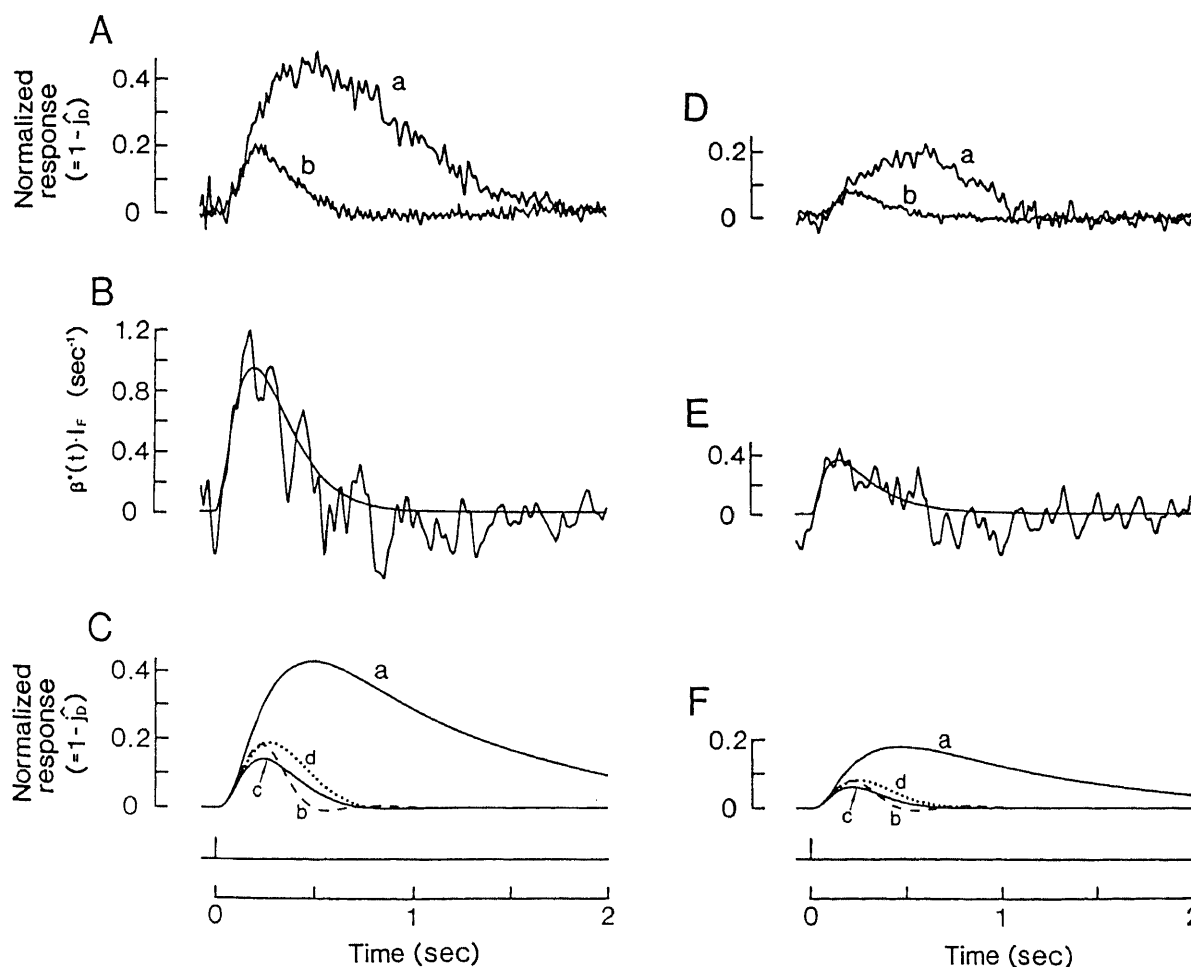 A
Normalized
response
(= 1 - ĵD)
0.4
0.2
0
a
b
B
β*(t)·IF (sec-1)
1.2
0.8
0.4
0
C
Normalized
response
(= 1 - ĵD)
0.4
0.2
0
a
d
c
b
0
1
2
Time (sec)
D
0.2
0
a
b
E
0.4
0
F
0.2
0
a
d
c
b
0
1
2
Time (sec)